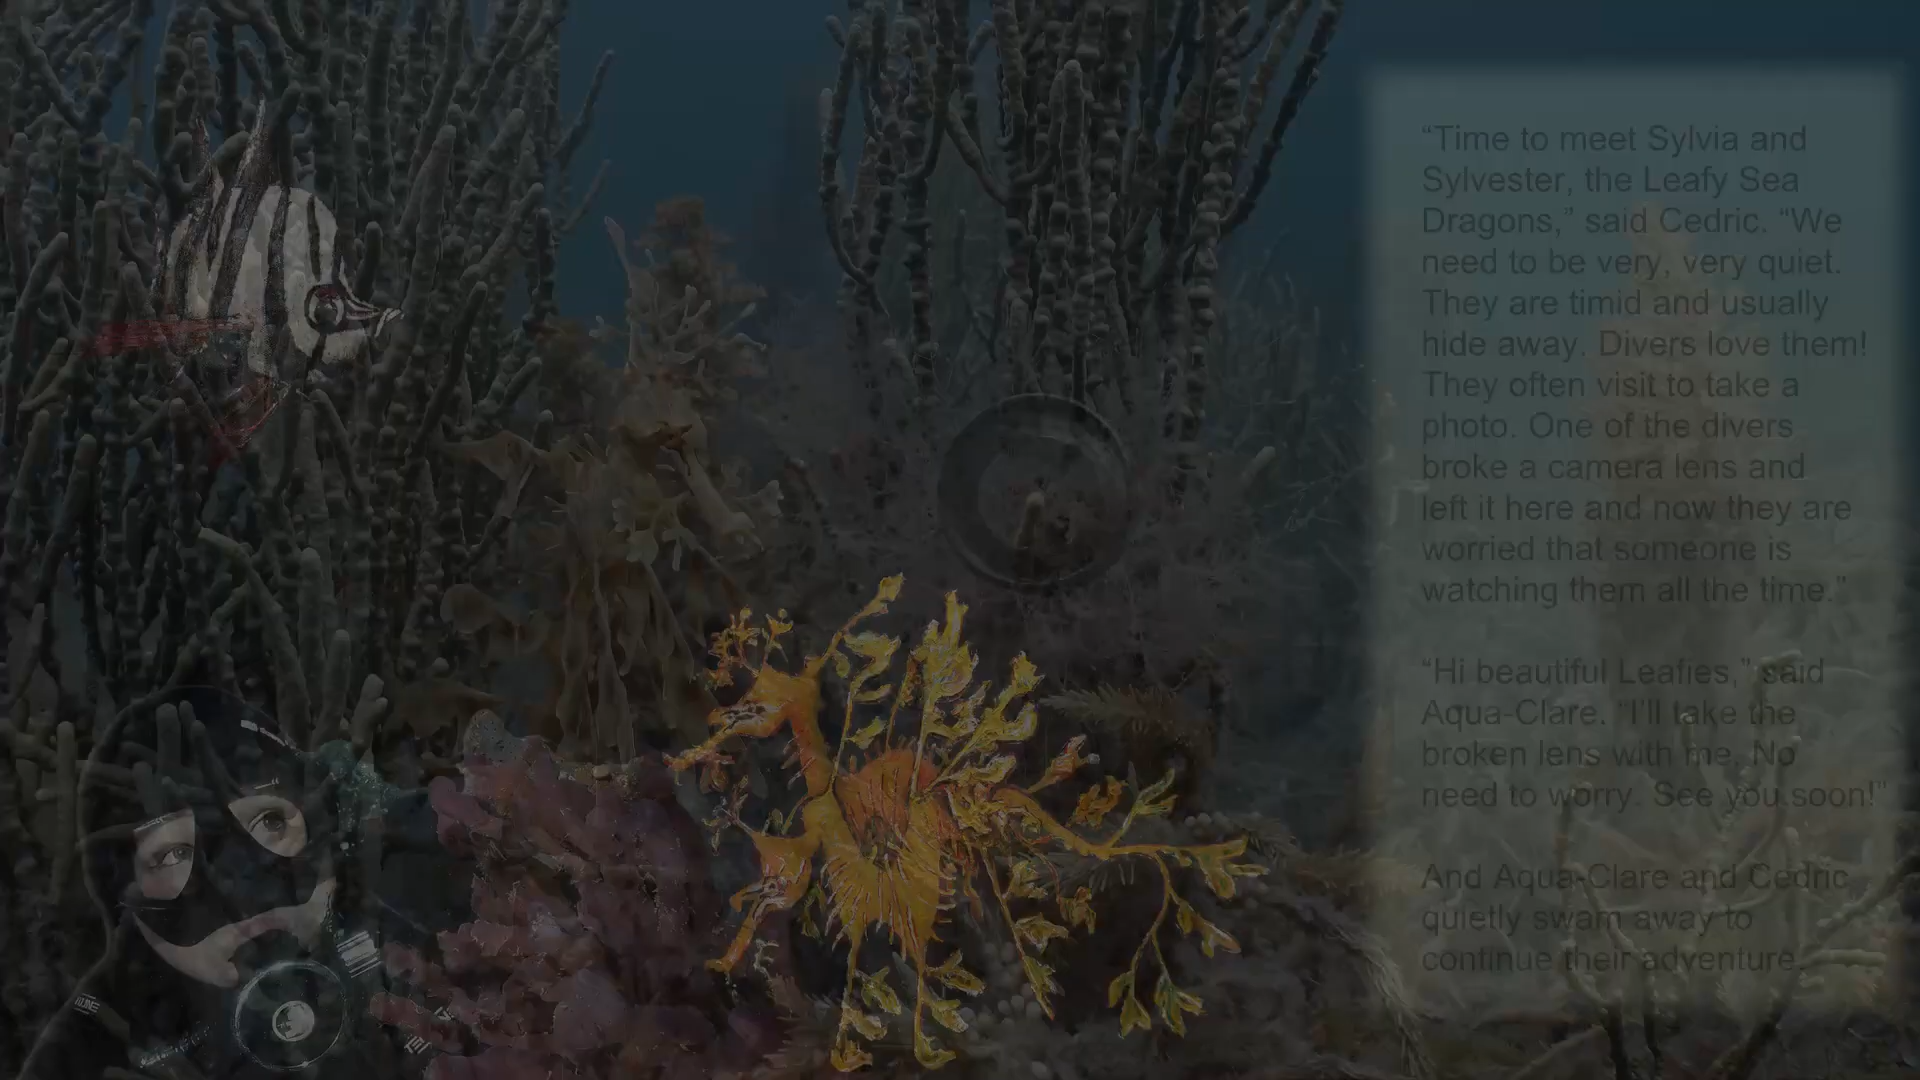 “Time to meet Sylvia and
Sylvester, the Leafy Sea
Dragons,” said Cedric. “We
need to be very, very quiet.
They are timid and usually
hide away. Divers love them!
They often visit to take a
photo. One of the divers
broke a camera lens and
left it here and now they are
worried that someone is
watching them all the time.”
“Hi beautiful Leafies,” said
Aqua-Clare. “I’ll take the
broken lens with me. No
need to worry. See you soon!”
And Aqua-Clare and Cedric
quietly swam away to
continue their adventure.